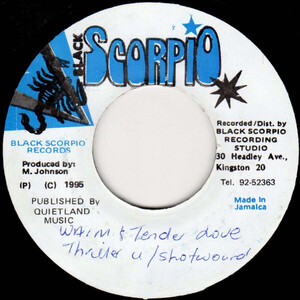 BLACK
SCORPIO
BLACK SCORPIO
RECORDS
Produced by:
M. Johnson
(P) (C) 1995
PUBLISHED BY
QUIETLAND
MUSIC
Recorded/Dist. by
BLACK SCORPIO
RECORDING
STUDIO
30 Headley Ave.,
Kingston 20
Tel. 92-52363
Made in
Jamaica
Warm & Tender Love
Thriller U/Shotwound